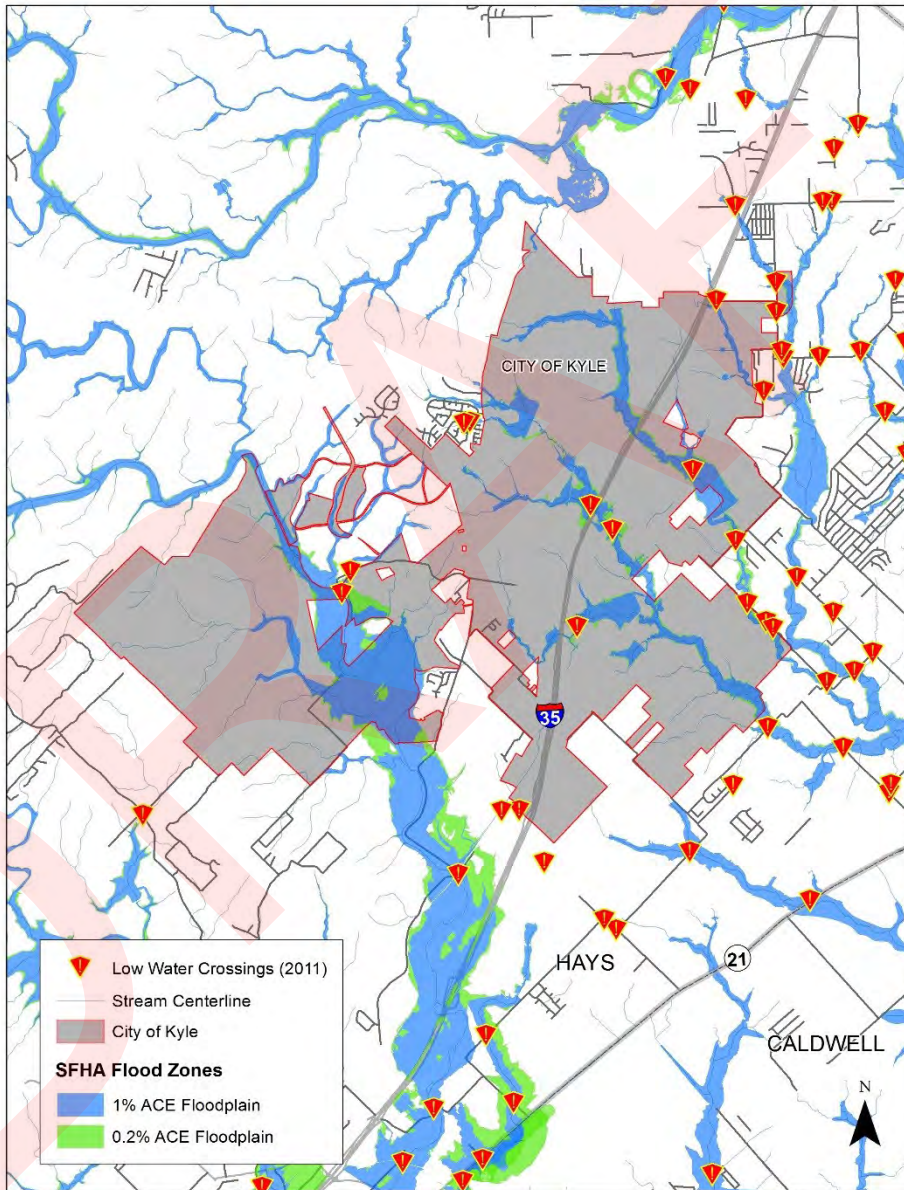 CITY OF KYLE
35
HAYS
21
CALDWELL
N
Low Water Crossings (2011)
Stream Centerline
City of Kyle
SFHA Flood Zones
1% ACE Floodplain
0.2% ACE Floodplain
DRAFT